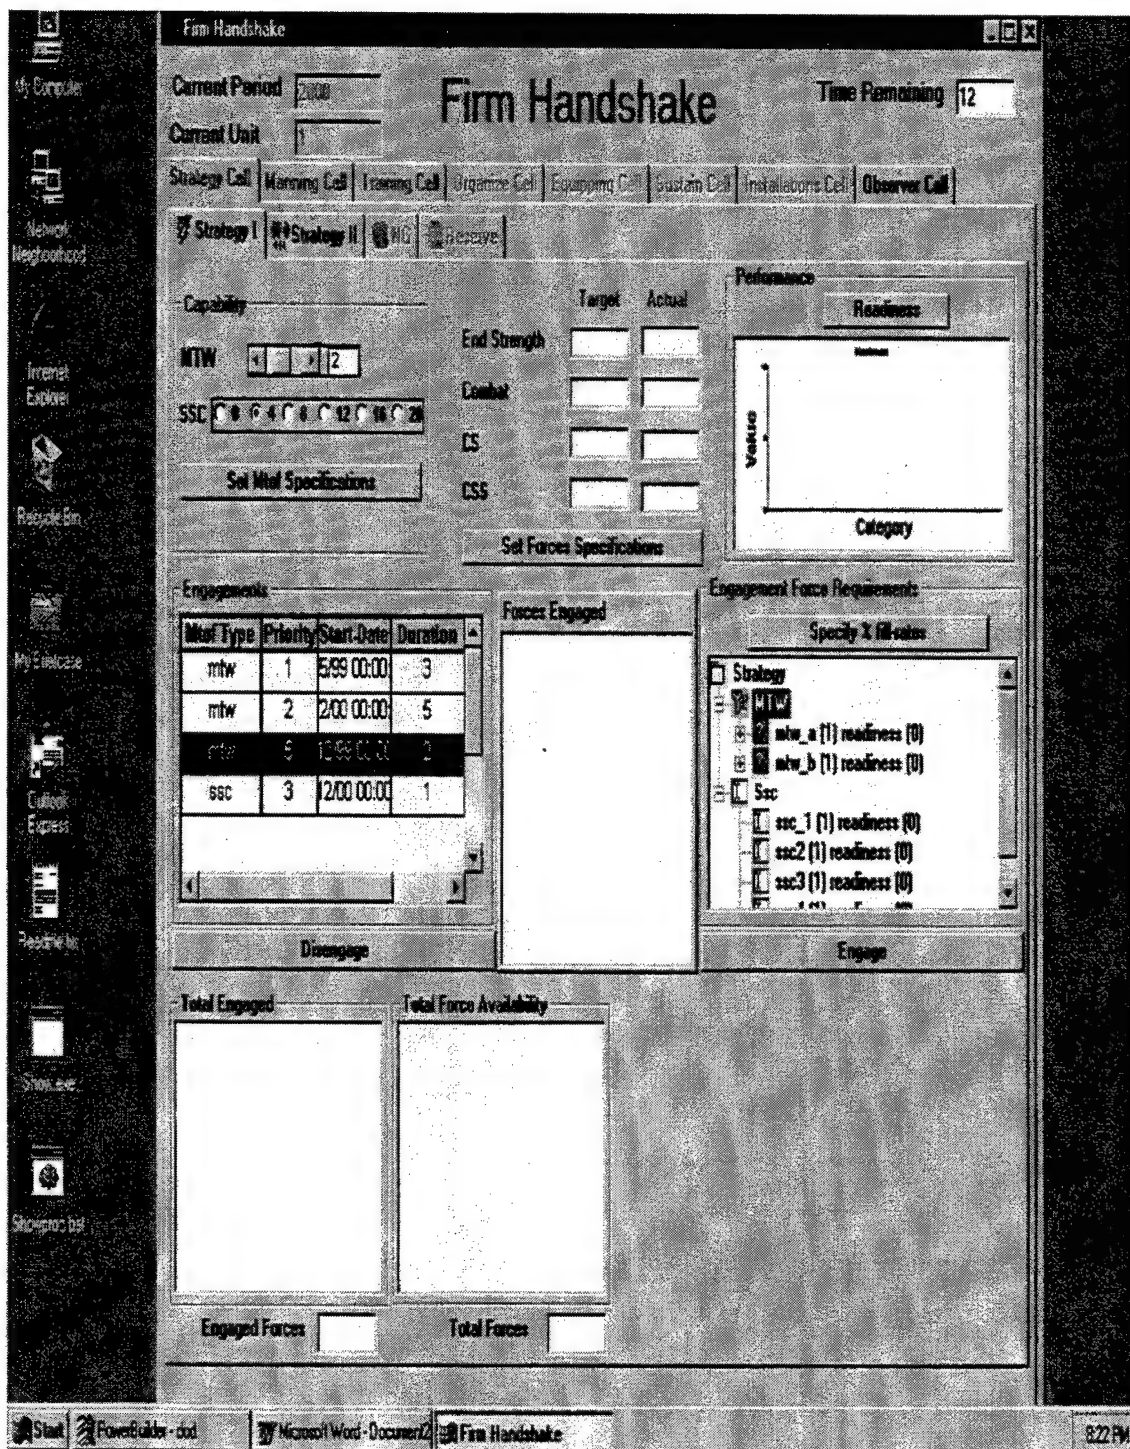 Firm Handshake
My Computer
Current Period 2000
Firm Handshake
Time Remaining 12
Current Unit 1
Strategy Cell Manning Cell Training Cell Organize Cell Equipping Cell Sustain Cell Installations Cell Observer Cell
Network
Neighborhood
Strategy I Strategy II NG Reserve
Capability
Target Actual
Performance
Readiness
MTW 2
End Strength
Internet
Explorer
SSC 0 4 8 12 16 20
Combat
Value
CS
Set Mtof Specifications
CSS
Recycle Bin
Category
Set Forces Specifications
Engagements
Forces Engaged
Engagement Force Requirements
Mtof Type Priority Start-Date Duration
Specify % fill-rates
My Briefcase
mtw 1 5/99 00:00 3
Strategy
MTW
mtw 2 2/00 00:00 5
mtw_a (1) readiness (0)
mtw_b (1) readiness (0)
Outlook
Express
ssc 3 12/00 00:00 1
Ssc
ssc_1 (1) readiness (0)
ssc2 (1) readiness (0)
ssc3 (1) readiness (0)
Disengage
Engage
Total Engaged
Total Force Availability
Engaged Forces
Total Forces
Start PowerBuilder - dod Microsoft Word - Document2 Firm Handshake 8:22 PM